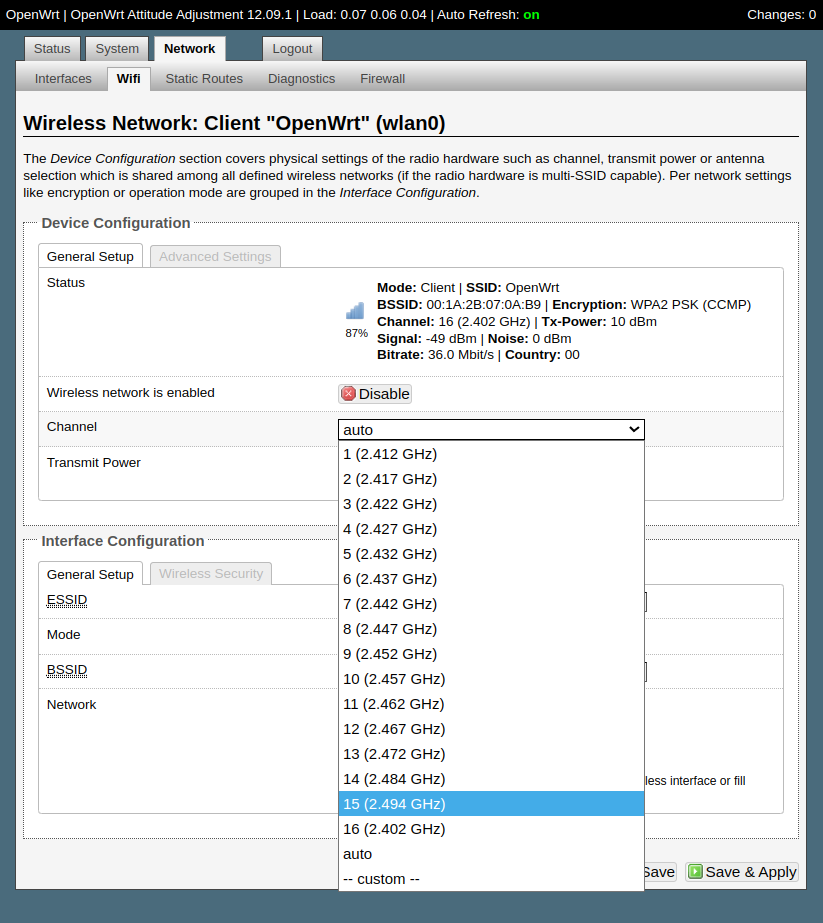 OpenWrt | OpenWrt Attitude Adjustment 12.09.1 | Load: 0.07 0.06 0.04 | Auto Refresh: on
Changes: 0
Status
System
Network
Logout
Interfaces
Wifi
Static Routes
Diagnostics
Firewall
Wireless Network: Client "OpenWrt" (wlan0)
The Device Configuration section covers physical settings of the radio hardware such as channel, transmit power or antenna
selection which is shared among all defined wireless networks (if the radio hardware is multi-SSID capable). Per network settings
like encryption or operation mode are grouped in the Interface Configuration.
Device Configuration
General Setup
Advanced Settings
Status
87%
Mode: Client | SSID: OpenWrt
BSSID: 00:1A:2B:07:0A:B9 | Encryption: WPA2 PSK (CCMP)
Channel: 16 (2.402 GHz) | Tx-Power: 10 dBm
Signal: -49 dBm | Noise: 0 dBm
Bitrate: 36.0 Mbit/s | Country: 00
Wireless network is enabled
Disable
Channel
auto
1 (2.412 GHz)
2 (2.417 GHz)
3 (2.422 GHz)
4 (2.427 GHz)
5 (2.432 GHz)
6 (2.437 GHz)
7 (2.442 GHz)
8 (2.447 GHz)
9 (2.452 GHz)
10 (2.457 GHz)
11 (2.462 GHz)
12 (2.467 GHz)
13 (2.472 GHz)
14 (2.484 GHz)
15 (2.494 GHz)
16 (2.402 GHz)
auto
-- custom --
Transmit Power
Interface Configuration
General Setup
Wireless Security
ESSID
Mode
BSSID
Network
less interface or fill
Save
Save & Apply